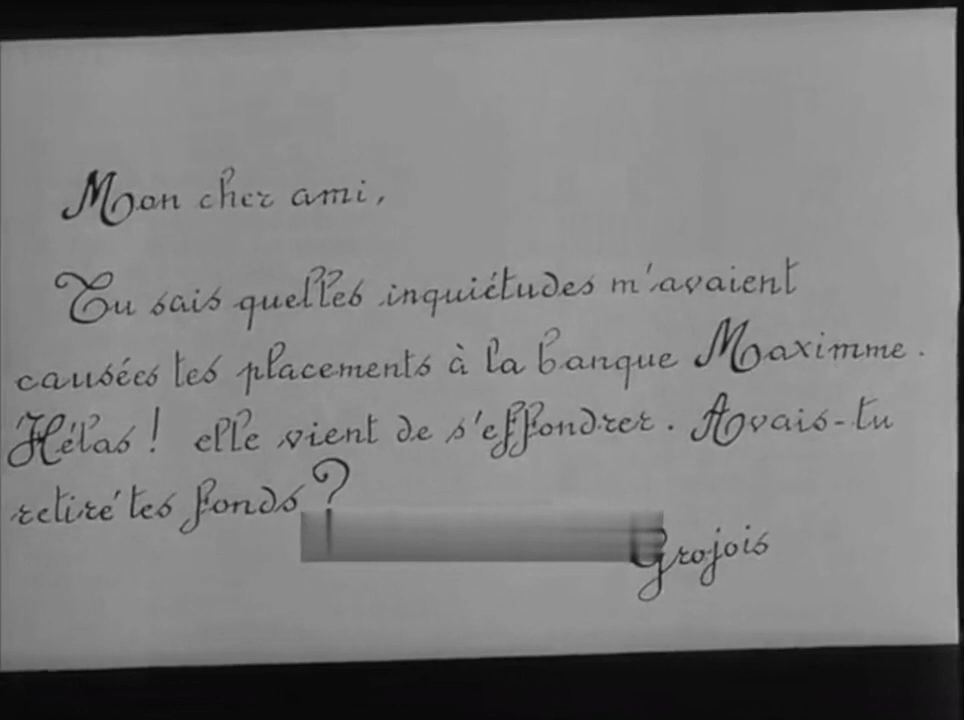 Mon cher ami,
Tu sais quelles inquiétudes m'avaient
causées tes placements à la banque Maximme.
Hélas ! elle vient de s'effondrer. Avais-tu
retiré tes fonds ?
Grojois